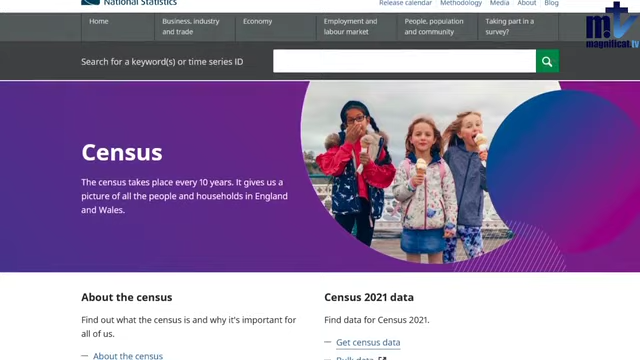 National Statistics
Release calendar Methodology Media About Blog
Home
Business, industry
and trade
Economy
Employment and
labour market
People, population
and community
Taking part in a
survey?
Search for a keyword(s) or time series ID
magnificat tv
Census
The census takes place every 10 years. It gives us a
picture of all the people and households in England
and Wales.
About the census
Find out what the census is and why it's important for
all of us.
About the census
Census 2021 data
Find data for Census 2021.
Get census data
Bulk data